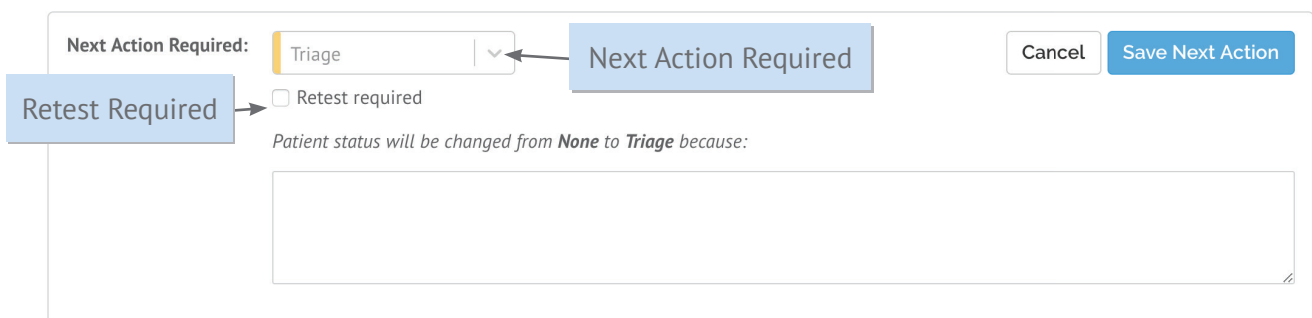 Next Action Required:
Triage
Next Action Required
Cancel
Save Next Action
Retest Required
Retest required
Patient status will be changed from None to Triage because: